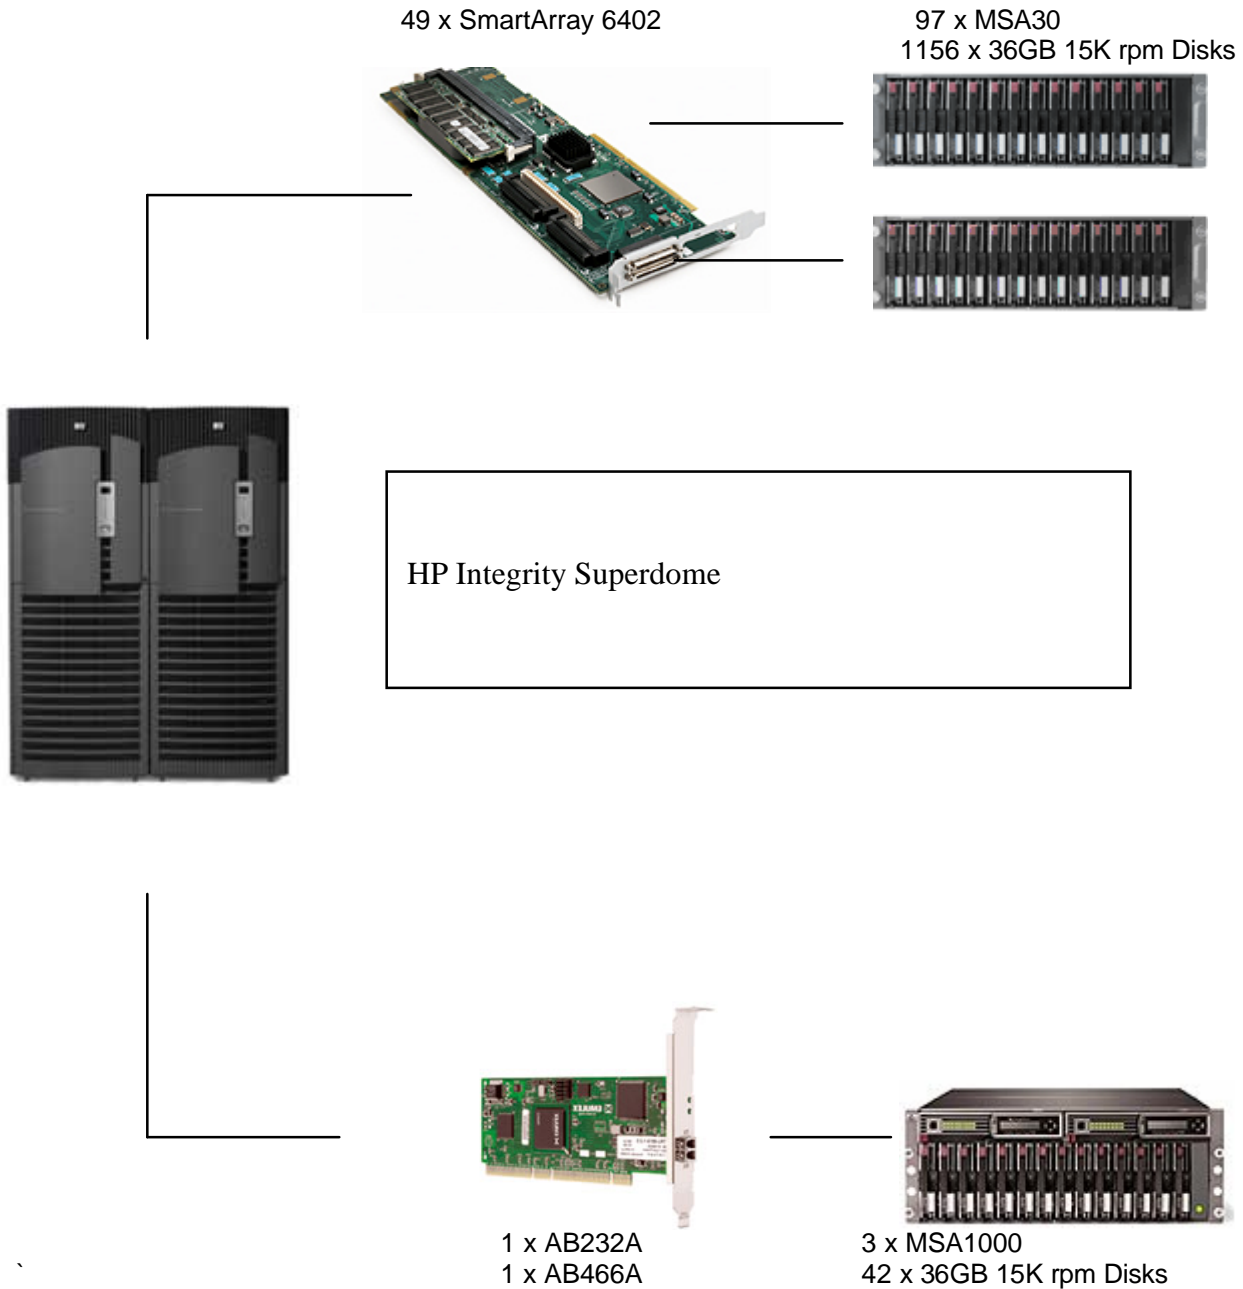 49 x SmartArray 6402
97 x MSA30
1156 x 36GB 15K rpm Disks
HP Integrity Superdome
EMULEX
1 x AB232A
1 x AB466A
3 x MSA1000
42 x 36GB 15K rpm Disks
`